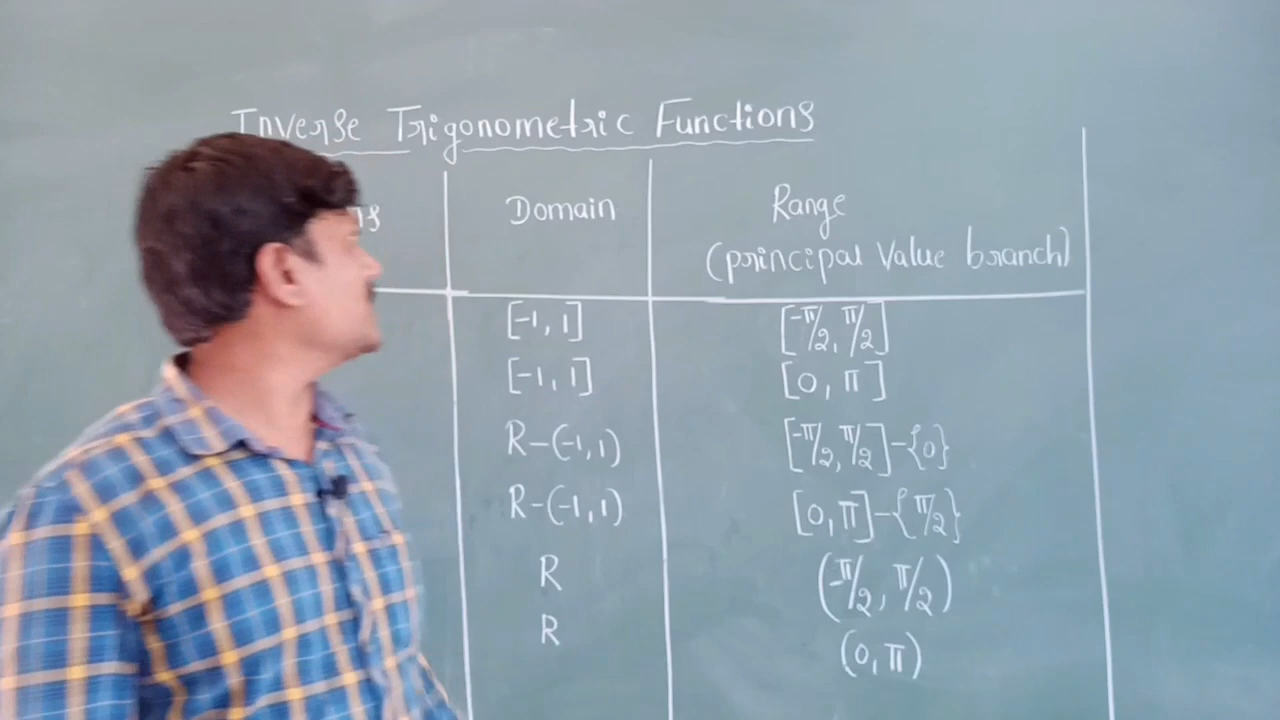 Inverse Trigonometric Functions
Domain Range
(principal Value branch)
[-1, 1] [-π/2, π/2]
[-1, 1] [0, π]
R-(-1,1) [-π/2, π/2]-{0}
R-(-1,1) [0, π]-{π/2}
R (-π/2, π/2)
R (0, π)